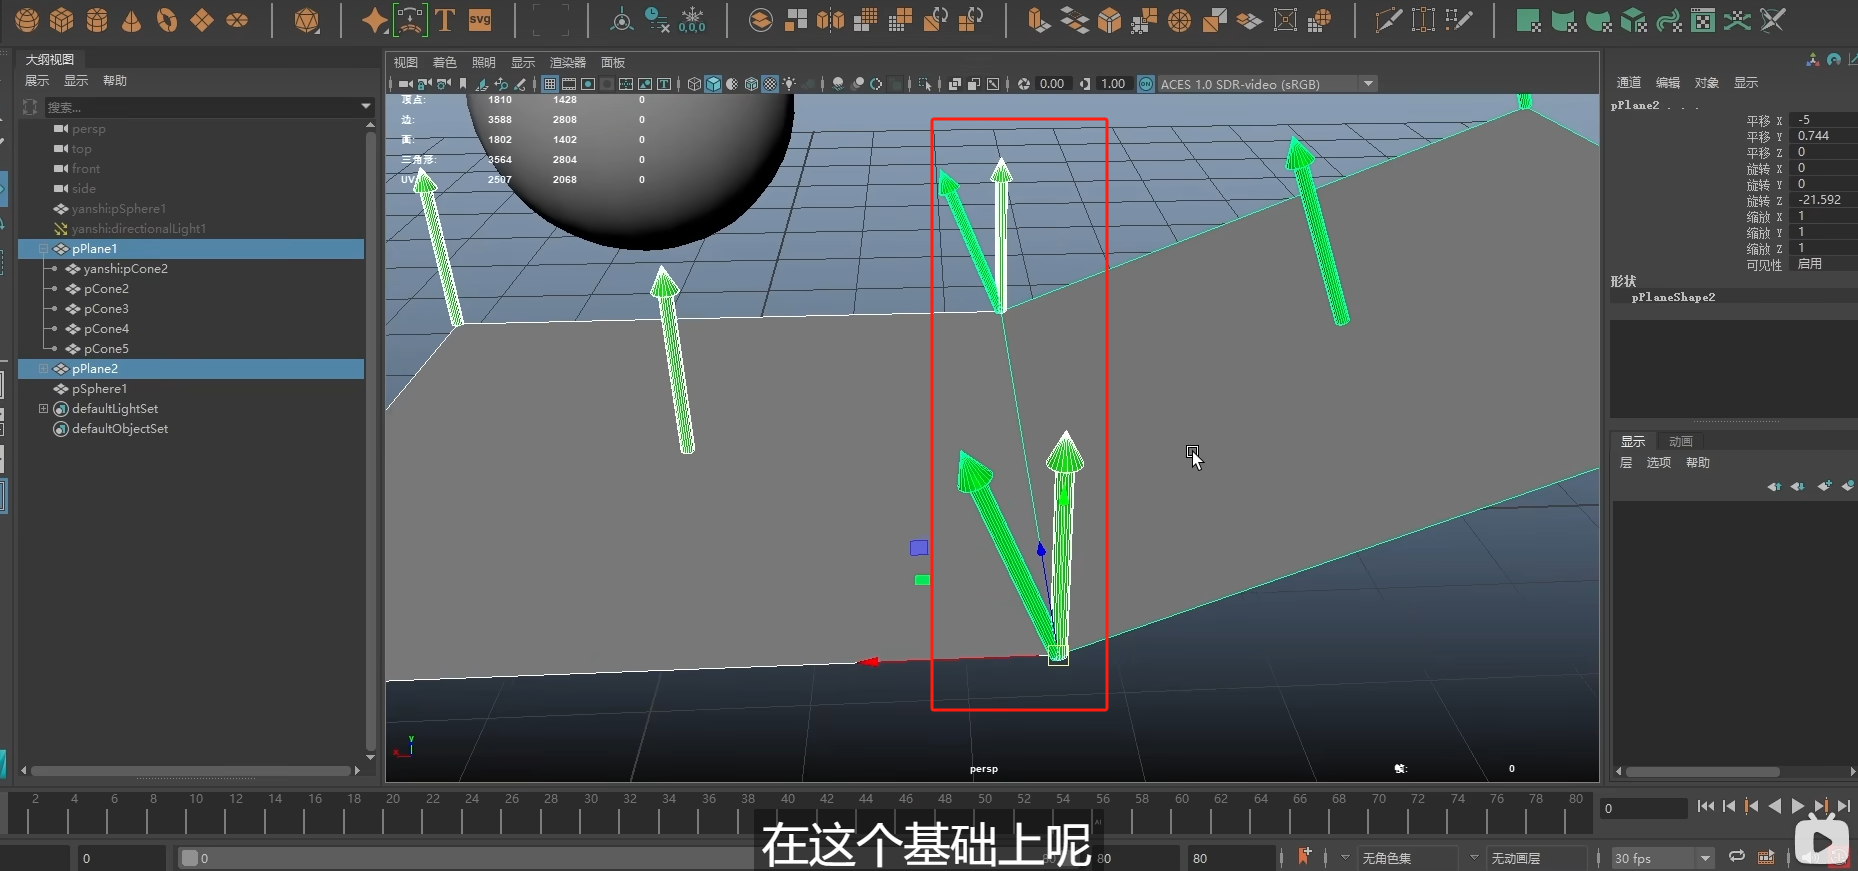 svg
0,0,0
大纲视图
展示 显示 帮助
搜索...
persp
top
front
side
yanshi:pSphere1
yanshi:directionalLight1
pPlane1
yanshi:pCone2
pCone2
pCone3
pCone4
pCone5
pPlane2
pSphere1
defaultLightSet
defaultObjectSet
视图 着色 照明 显示 渲染器 面板
0.00 1.00 ON ACES 1.0 SDR-video (sRGB)
顶点: 1810 1428 0
边: 3588 2808 0
面: 1802 1402 0
三角形: 3564 2804 0
UV: 2507 2068 0
persp
帧: 0
通道 编辑 对象 显示
pPlane2 . . .
平移 X -5
平移 Y 0.744
平移 Z 0
旋转 X 0
旋转 Y 0
旋转 Z -21.592
缩放 X 1
缩放 Y 1
缩放 Z 1
可见性 启用
形状
pPlaneShape2
显示 动画
层 选项 帮助
2 4 6 8 10 12 14 16 18 20 22 24 26 28 30 32 34 36 38 40 42 44 46 48 50 52 54 56 58 60 62 64 66 68 70 72 74 76 78 80
0
在这个基础上呢
0 0 80 80
无角色集 无动画层 30 fps